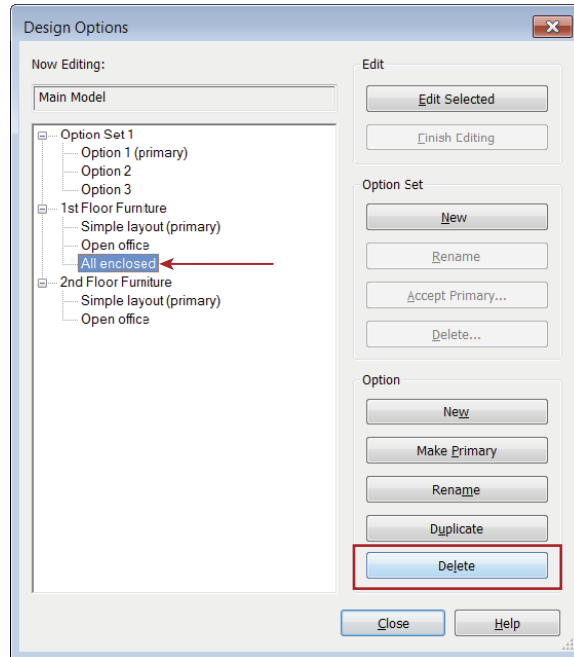 Design Options
Now Editing:
Main Model
Option Set 1
Option 1 (primary)
Option 2
Option 3
1st Floor Furniture
Simple layout (primary)
Open office
All enclosed
2nd Floor Furniture
Simple layout (primary)
Open office
Edit
Edit Selected
Finish Editing
Option Set
New
Rename
Accept Primary...
Delete...
Option
New
Make Primary
Rename
Duplicate
Delete
Close
Help